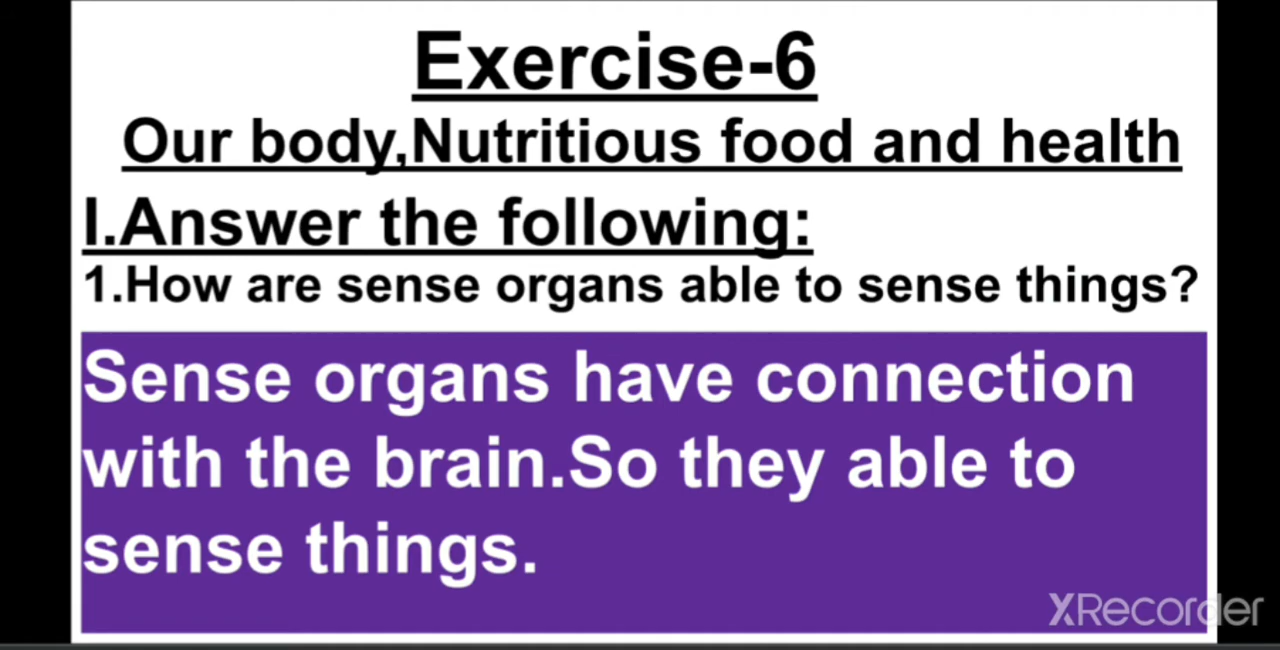 Exercise-6
Our body,Nutritious food and health
I.Answer the following:
1.How are sense organs able to sense things?
Sense organs have connection
with the brain.So they able to
sense things.
XRecorder